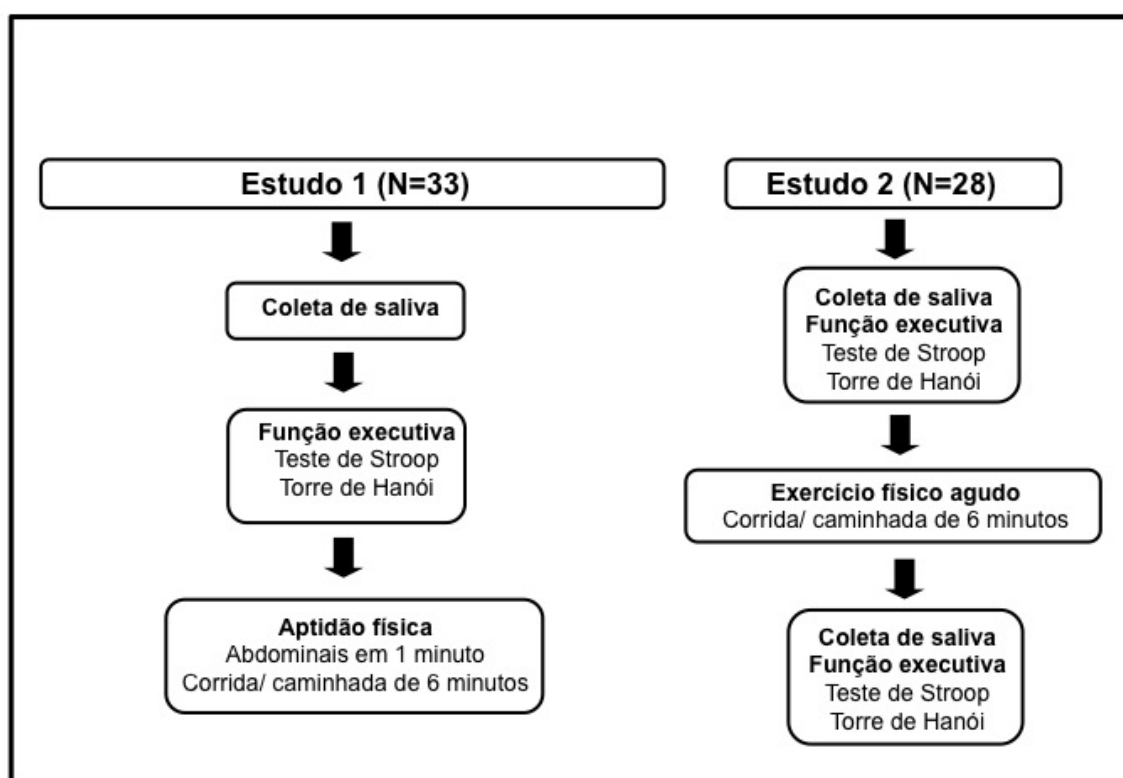 Estudo 1 (N=33)
Coleta de saliva
Função executiva
Teste de Stroop
Torre de Hanói
Aptidão física
Abdominais em 1 minuto
Corrida/ caminhada de 6 minutos
Estudo 2 (N=28)
Coleta de saliva
Função executiva
Teste de Stroop
Torre de Hanói
Exercício físico agudo
Corrida/ caminhada de 6 minutos
Coleta de saliva
Função executiva
Teste de Stroop
Torre de Hanói